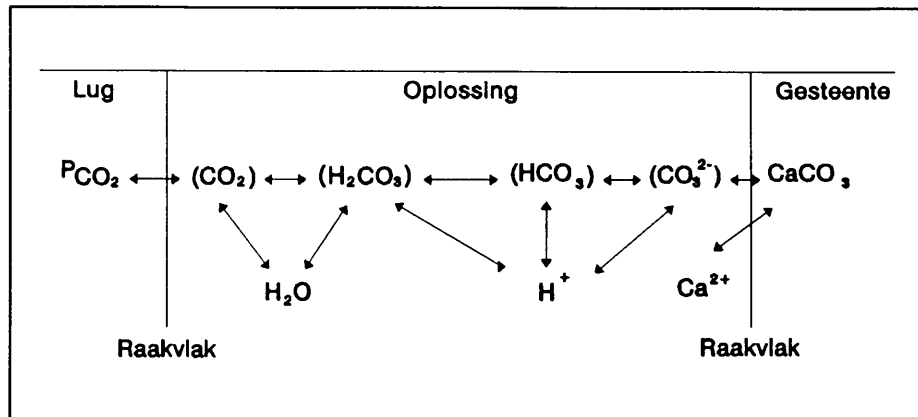 Lug Oplossing Gesteente
PCO₂ (CO₂) (H₂CO₃) (HCO₃) (CO₃²⁻) CaCO₃
H₂O H⁺ Ca²⁺
Raakvlak Raakvlak